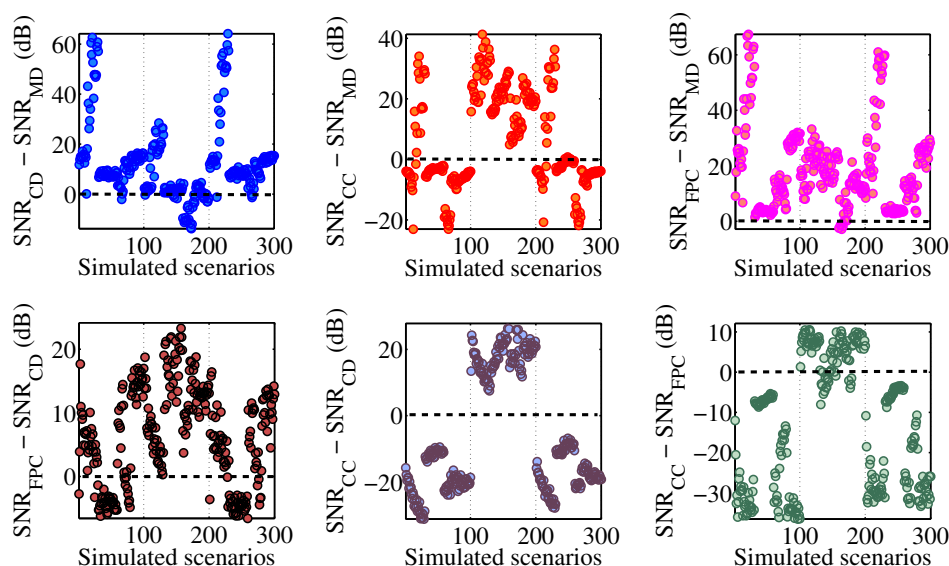 SNR_CD − SNR_MD (dB)
60
40
20
0
100 200 300
Simulated scenarios
SNR_CC − SNR_MD (dB)
40
20
0
−20
100 200 300
Simulated scenarios
SNR_FPC − SNR_MD (dB)
60
40
20
0
100 200 300
Simulated scenarios
SNR_FPC − SNR_CD (dB)
20
10
0
100 200 300
Simulated scenarios
SNR_CC − SNR_CD (dB)
20
0
−20
100 200 300
Simulated scenarios
SNR_CC − SNR_FPC (dB)
10
0
−10
−20
−30
100 200 300
Simulated scenarios